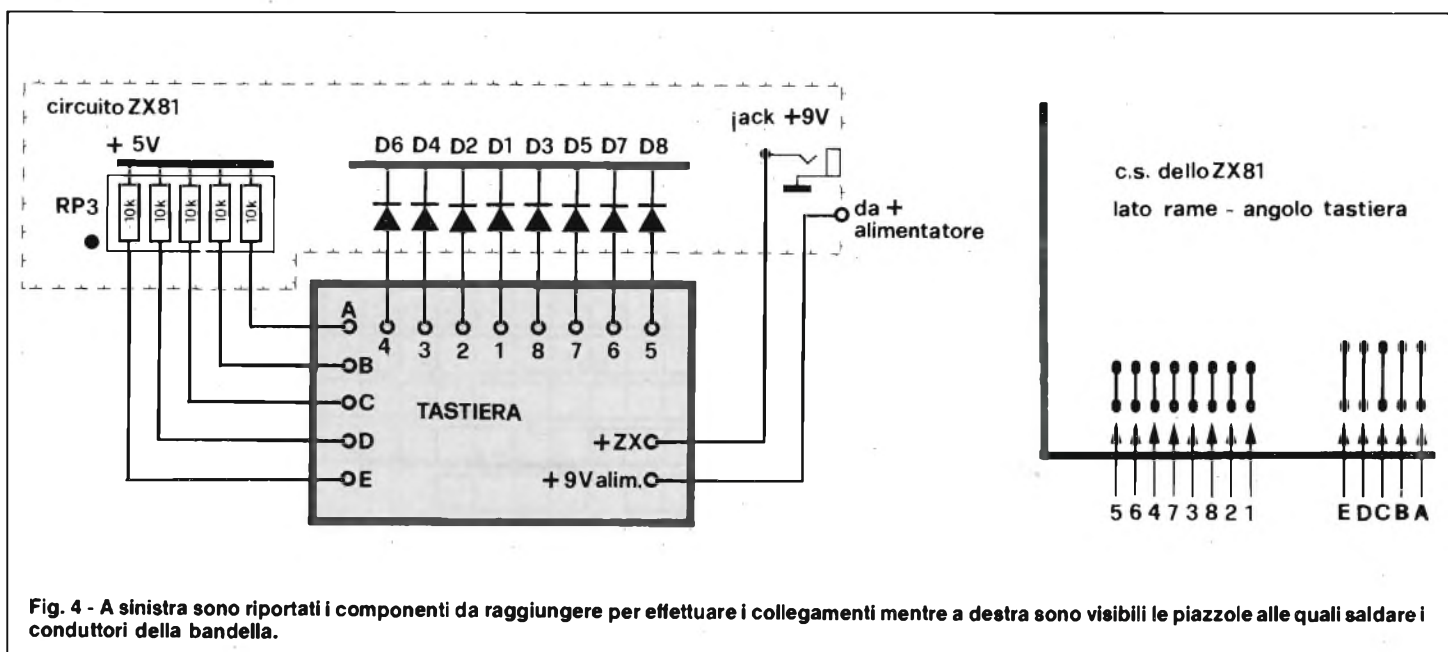 circuito ZX81
+ 5V
RP3
10k 10k 10k 10k 10k
D6 D4 D2 D1 D3 D5 D7 D8
jack +9V
da +
alimentatore
A
B
C
D
E
4 3 2 1 8 7 6 5
TASTIERA
+ZX
+9Valim.
c.s. dello ZX81
lato rame - angolo tastiera
5 6 4 7 3 8 2 1
E D C B A
Fig. 4 - A sinistra sono riportati i componenti da raggiungere per effettuare i collegamenti mentre a destra sono visibili le piazzole alle quali saldare i
conduttori della bandella.